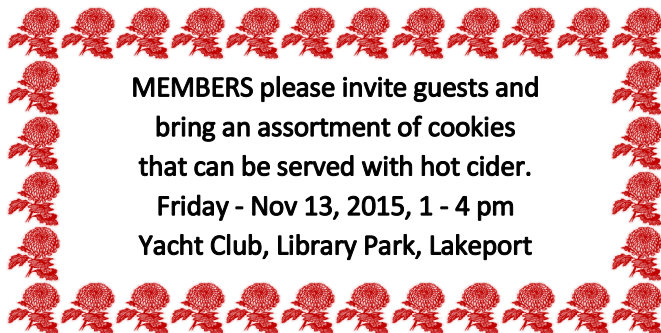 MEMBERS please invite guests and
bring an assortment of cookies
that can be served with hot cider.
Friday - Nov 13, 2015, 1 - 4 pm
Yacht Club, Library Park, Lakeport